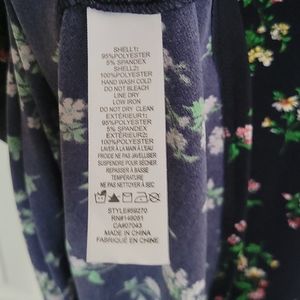 SHELL1:
95%POLYESTER
5% SPANDEX
SHELL2:
100%POLYESTER
HAND WASH COLD
DO NOT BLEACH
LINE DRY
LOW IRON
DO NOT DRY CLEAN
EXTÉRIEUR1:
95%POLYESTER
5% SPANDEX
EXTÉRIEUR2:
100%POLYESTER
LAVER À LA MAIN À L'EAU
FROIDE NE PAS JAVELLISER
SUSPENDRE POUR SÉCHER
REPASSER À BASSE
TEMPÉRATURE
NE PAS NETTOYER À SEC
STYLE#59270
RN#149061
CA#07043
MADE IN CHINA
FABRIQUÉ EN CHINE